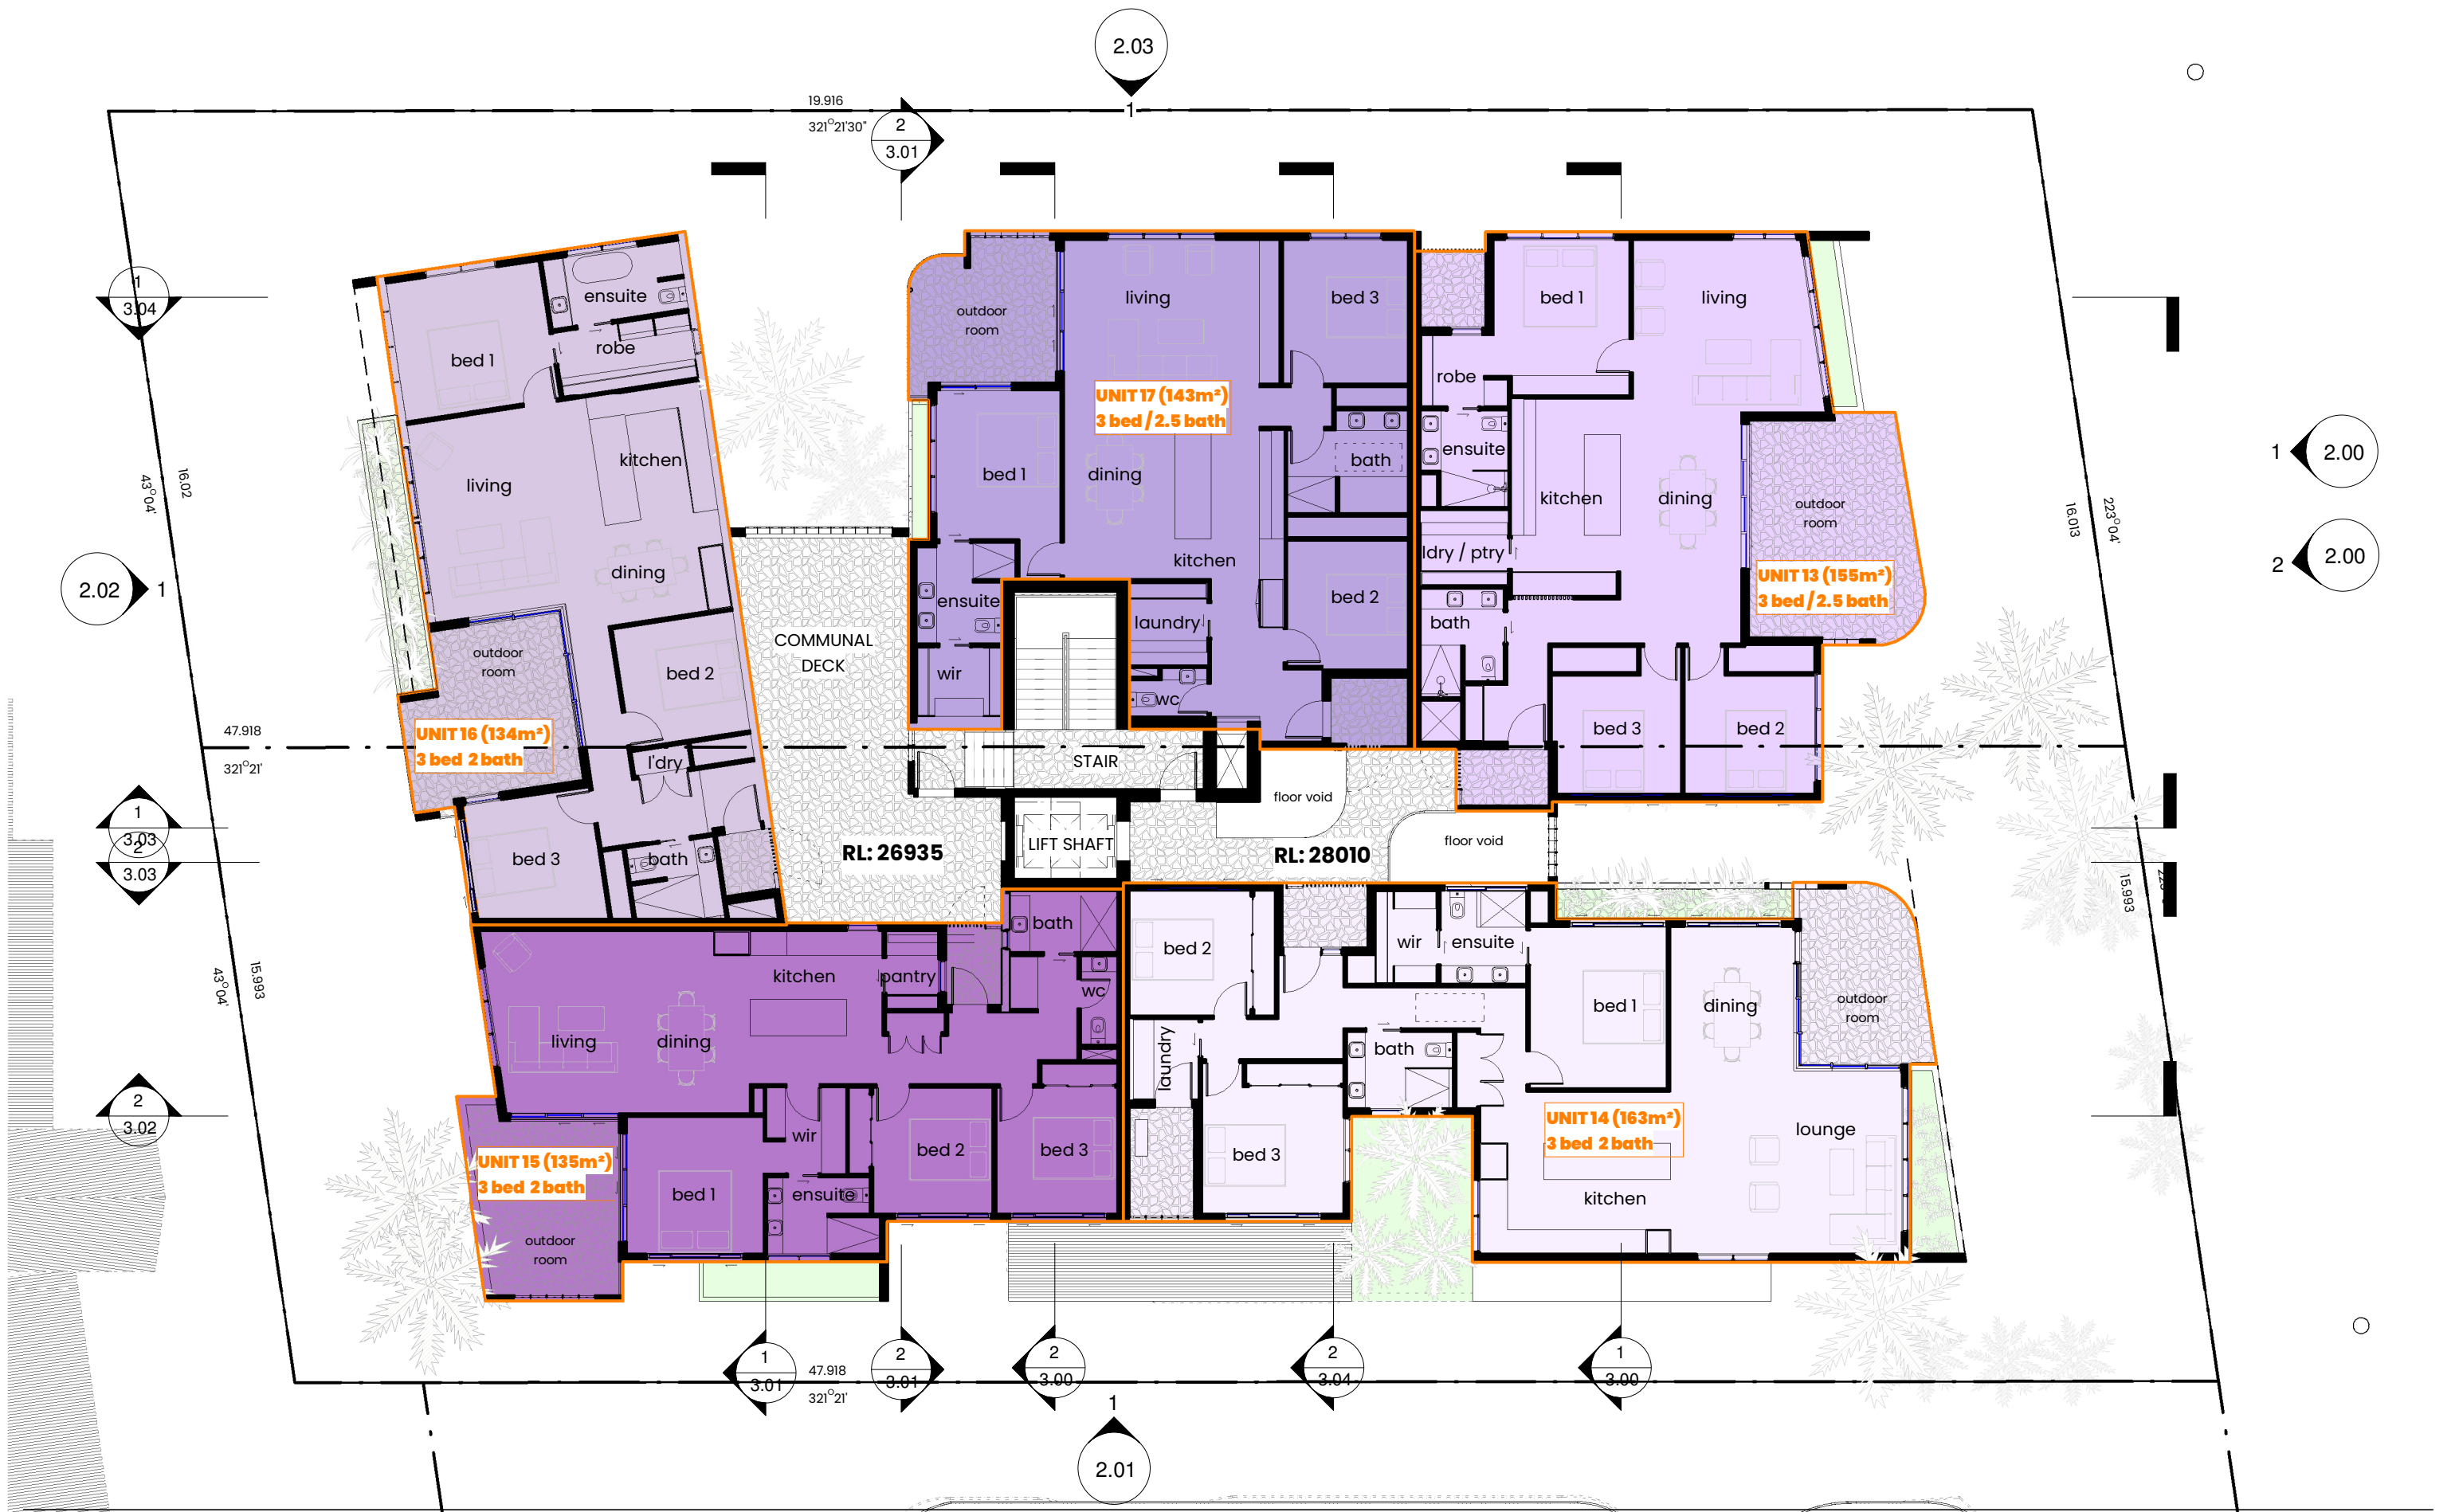 2.03
1
19.916
321°21'30"
2
3.01
1
3.04
ensuite
robe
bed 1
kitchen
living
dining
outdoor
room
bed 2
UNIT 16 (134m²)
3 bed 2 bath
l'dry
bed 3
bath
outdoor
room
living
bed 3
UNIT 17 (143m²)
3 bed / 2.5 bath
bed 1
dining
bath
kitchen
ensuite
laundry
bed 2
wir
wc
bed 1
living
robe
ensuite
kitchen
dining
outdoor
room
ldry / ptry
UNIT 13 (155m²)
3 bed / 2.5 bath
bath
bed 3
bed 2
1
2.00
2
2.00
16.02
43°04'
16.013
223°04'
2.02
1
COMMUNAL
DECK
47.918
321°21'
STAIR
floor void
floor void
LIFT SHAFT
RL: 26935
RL: 28010
1
3.03
2
3.03
15.993
43°04'
15.993
2
3.02
bath
kitchen
pantry
wc
living
dining
wir
bed 2
bed 3
UNIT 15 (135m²)
3 bed 2 bath
bed 1
ensuite
outdoor
room
bed 2
wir
ensuite
bed 1
dining
outdoor
room
laundry
bath
UNIT 14 (163m²)
3 bed 2 bath
lounge
bed 3
kitchen
1
3.01
47.918
321°21'
2
3.01
2
3.00
2
3.04
1
3.00
1
2.01